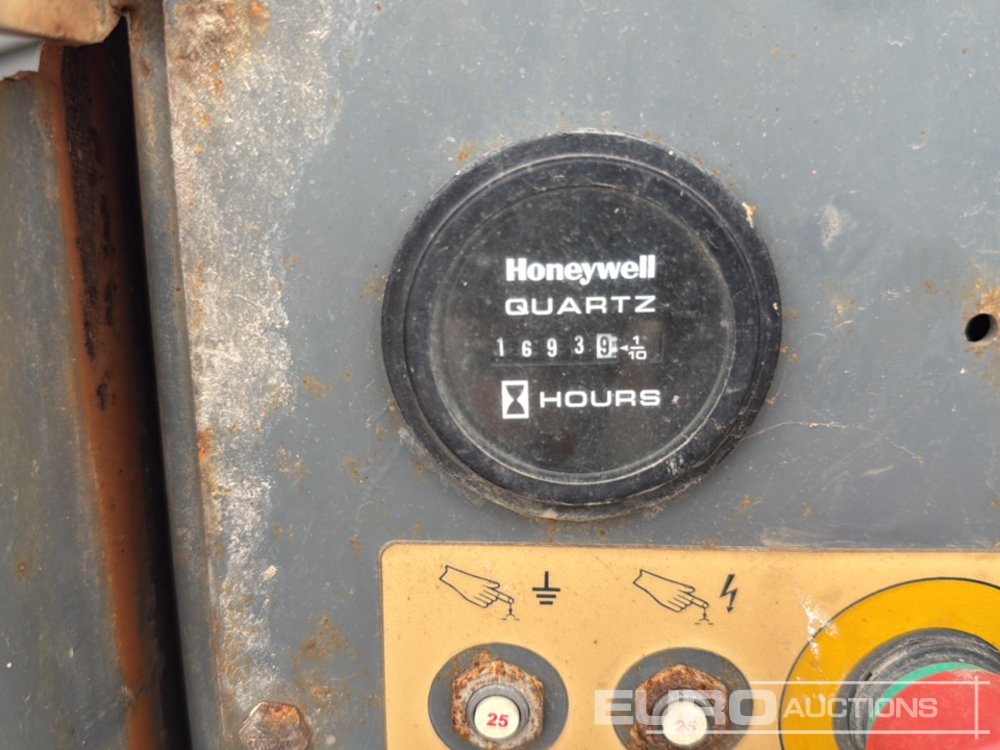 Honeywell
QUARTZ
16939 1/10
HOURS
25
25
EURO AUCTIONS